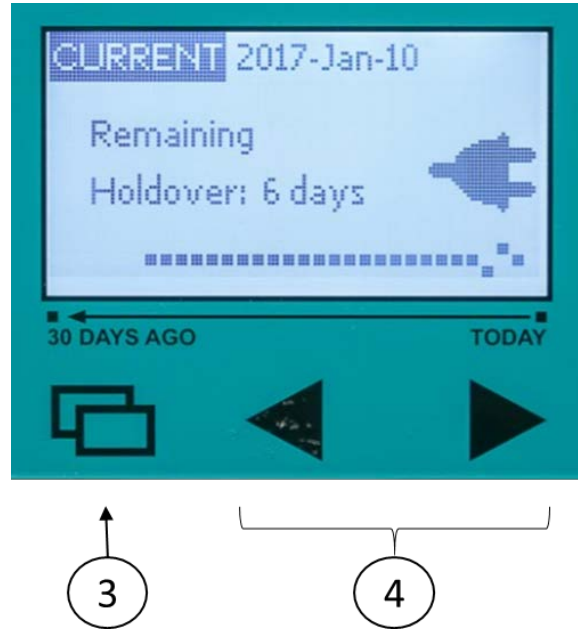 CURRENT 2017-Jan-10
Remaining
Holdover: 6 days
30 DAYS AGO TODAY
3 4